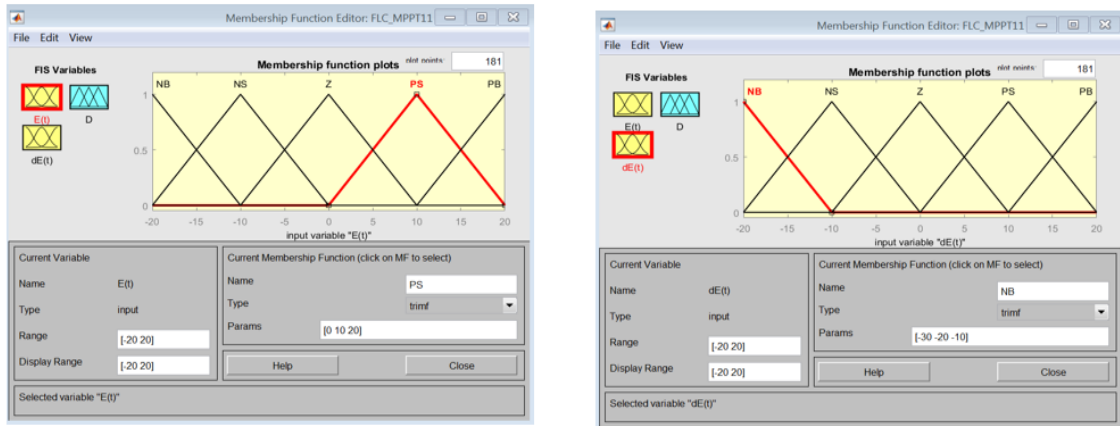 Membership Function Editor: FLC_MPPT11
File Edit View
FIS Variables
Membership function plots
plot points:
181
E(t)
D
dE(t)
NB NS Z PS PB
1
0.5
0
-20 -15 -10 -5 0 5 10 15 20
input variable "E(t)"
Current Variable
Name E(t)
Type input
Range [-20 20]
Display Range [-20 20]
Current Membership Function (click on MF to select)
Name PS
Type trimf
Params [0 10 20]
Help Close
Selected variable "E(t)"
Membership Function Editor: FLC_MPPT11
File Edit View
FIS Variables
Membership function plots
plot points:
181
E(t)
D
dE(t)
NB NS Z PS PB
1
0.5
0
-20 -15 -10 -5 0 5 10 15 20
input variable "dE(t)"
Current Variable
Name dE(t)
Type input
Range [-20 20]
Display Range [-20 20]
Current Membership Function (click on MF to select)
Name NB
Type trimf
Params [-30 -20 -10]
Help Close
Selected variable "dE(t)"